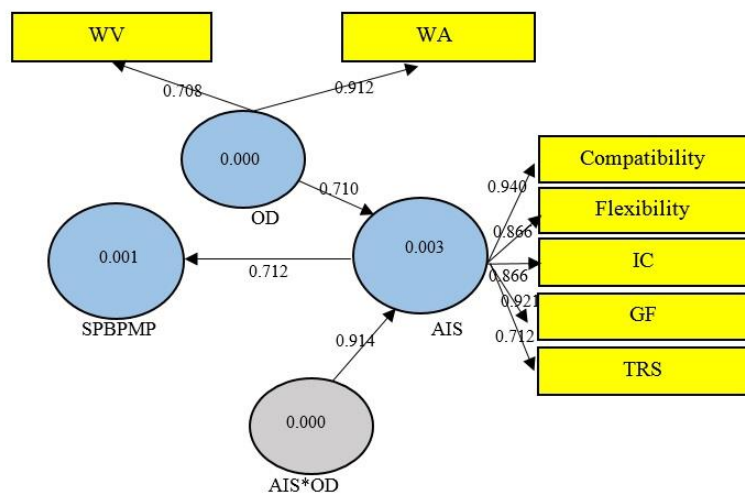 WV
WA
0.708
0.912
0.000
OD
0.710
Compatibility
0.940
Flexibility
0.866
0.003
0.001
0.712
IC
0.866
SPBPMP
AIS
0.921
GF
0.712
0.914
TRS
0.000
AIS*OD